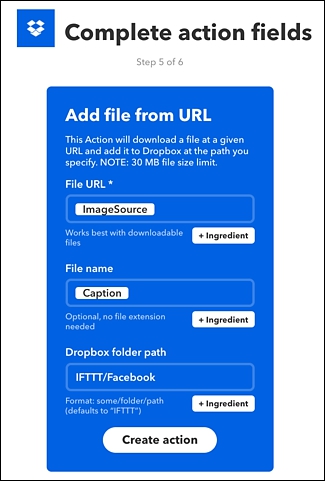 Complete action fields
Step 5 of 6
Add file from URL
This Action will download a file at a given
URL and add it to Dropbox at the path you
specify. NOTE: 30 MB file size limit.
File URL *
ImageSource
Works best with downloadable
files
+ Ingredient
File name
Caption
Optional, no file extension
needed
+ Ingredient
Dropbox folder path
IFTTT/Facebook
Format: some/folder/path
(defaults to "IFTTT")
+ Ingredient
Create action